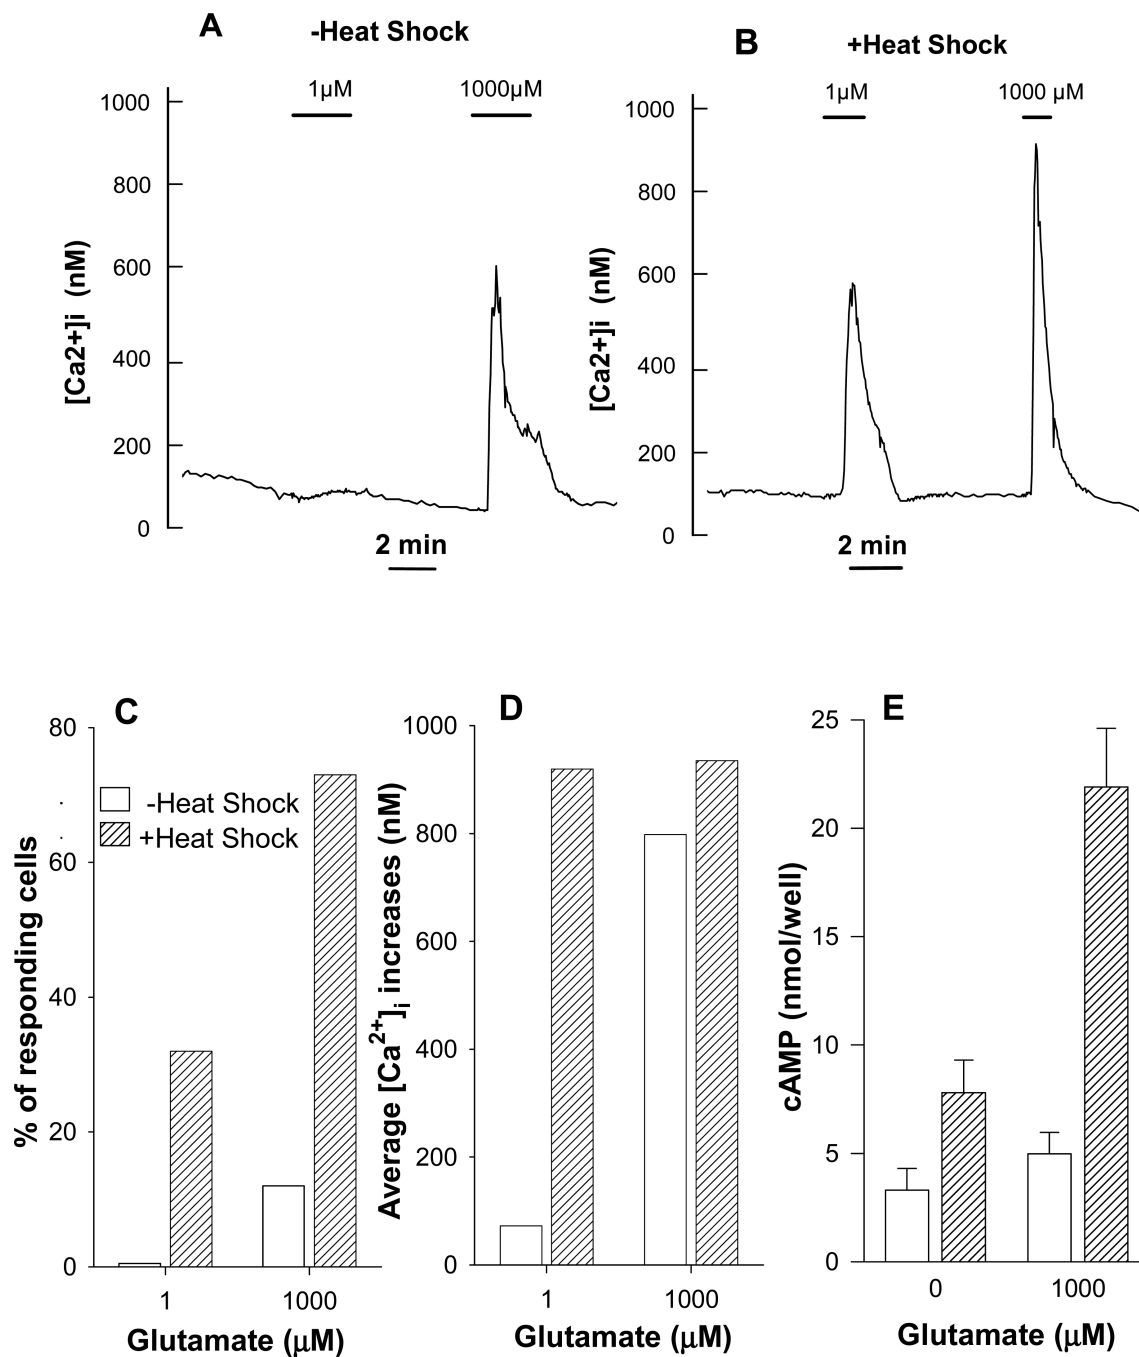 A
-Heat Shock
1µM
1000µM
1000
800
600
400
200
0
[Ca2+]i (nM)
2 min
B
+Heat Shock
1µM
1000 µM
1000
800
600
400
200
0
[Ca2+]i (nM)
2 min
C
80
60
40
20
0
% of responding cells
-Heat Shock
+Heat Shock
1
1000
Glutamate (µM)
D
1000
800
600
400
200
0
Average [Ca2+]i increases (nM)
1
1000
Glutamate (µM)
E
25
20
15
10
5
0
cAMP (nmol/well)
0
1000
Glutamate (µM)